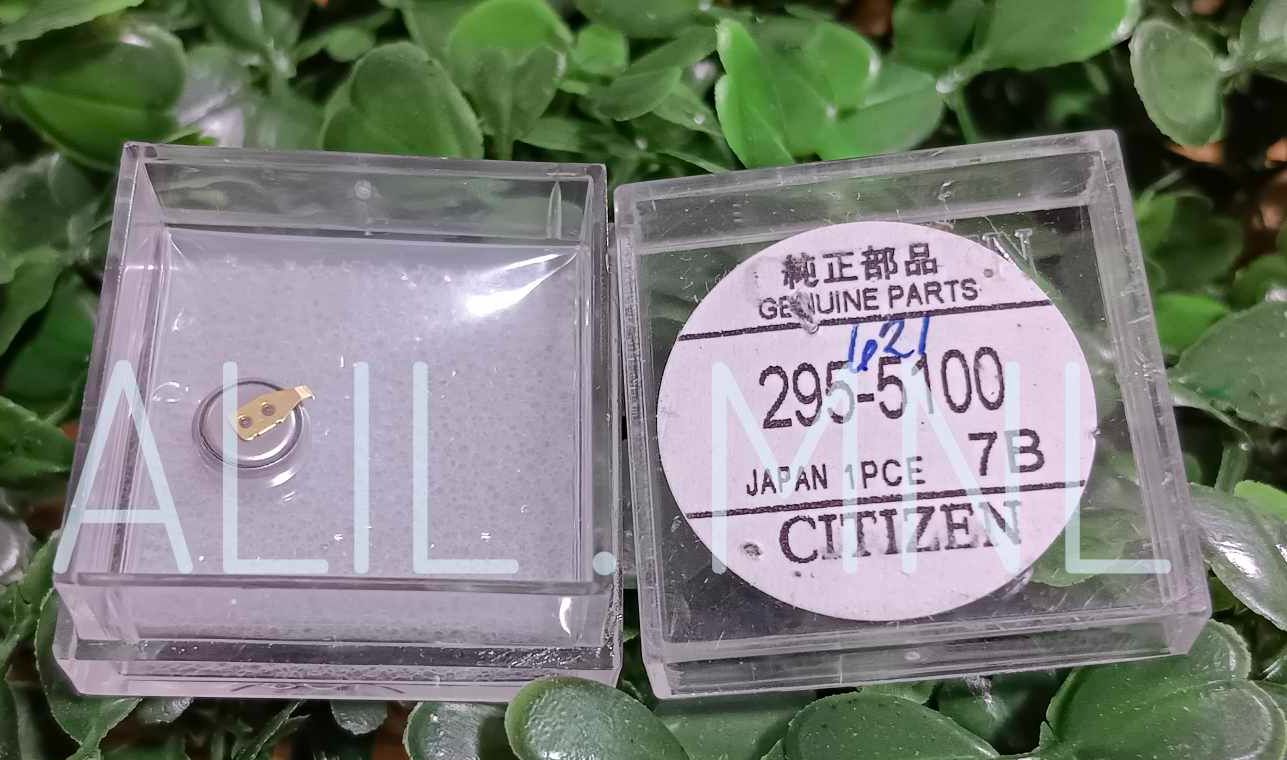 純正部品
GENUINE PARTS
621
295-5100
JAPAN 1PCE 7B
CITIZEN
ALIL . MNL